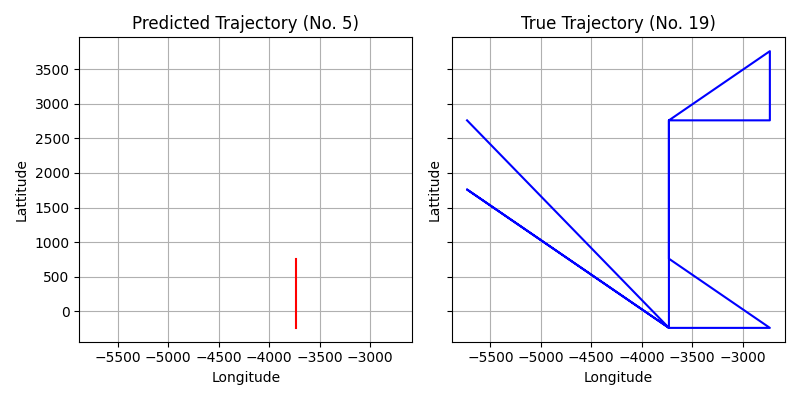 Predicted Trajectory (No. 5)
True Trajectory (No. 19)
3500
3000
2500
2000
1500
1000
500
0
Lattitude
Lattitude
−5500 −5000 −4500 −4000 −3500 −3000
−5500 −5000 −4500 −4000 −3500 −3000
Longitude
Longitude